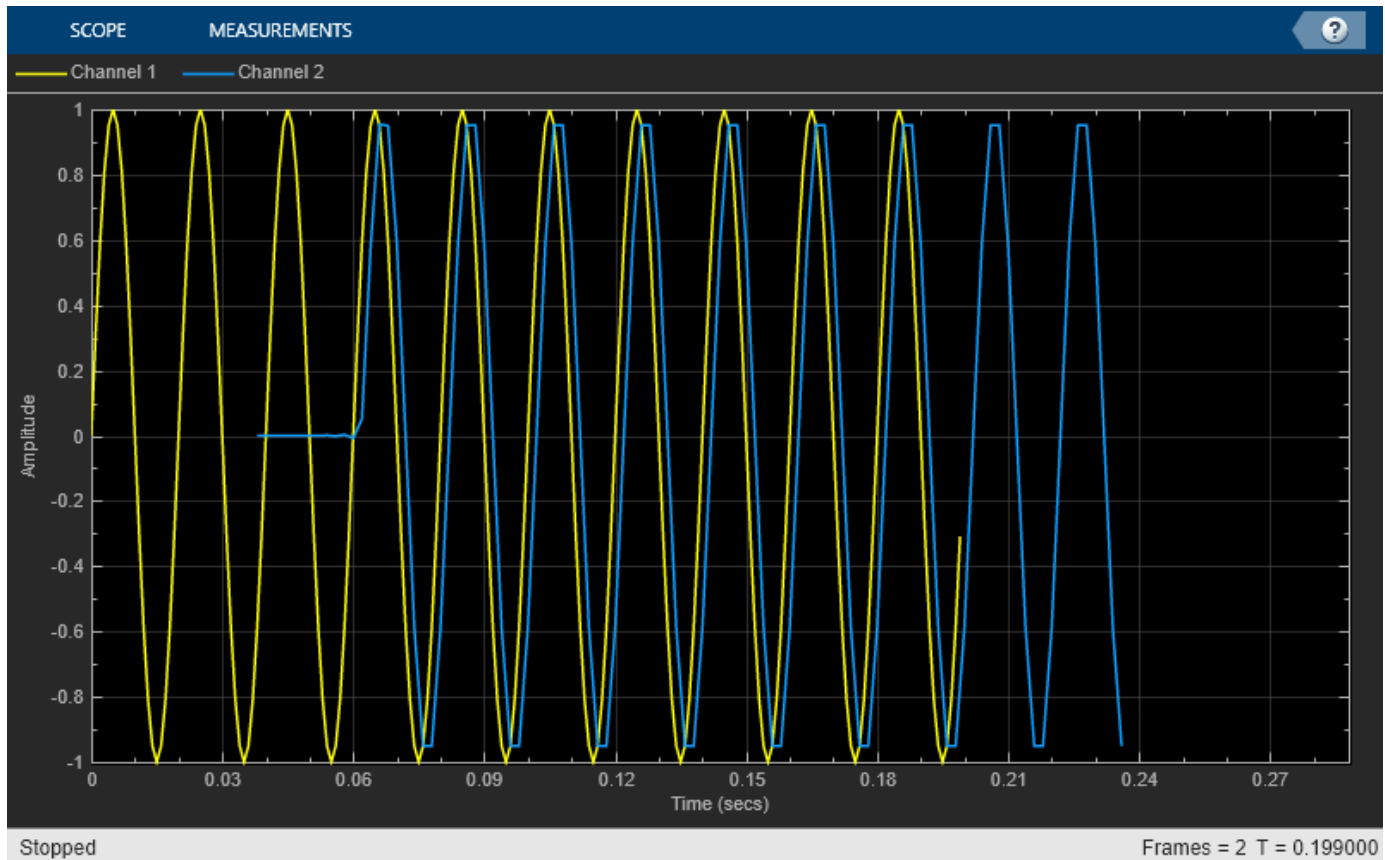 SCOPE MEASUREMENTS ?
Channel 1 Channel 2
1
0.8
0.6
0.4
0.2
0
-0.2
-0.4
-0.6
-0.8
-1
Amplitude
0 0.03 0.06 0.09 0.12 0.15 0.18 0.21 0.24 0.27
Time (secs)
Stopped Frames = 2 T = 0.199000